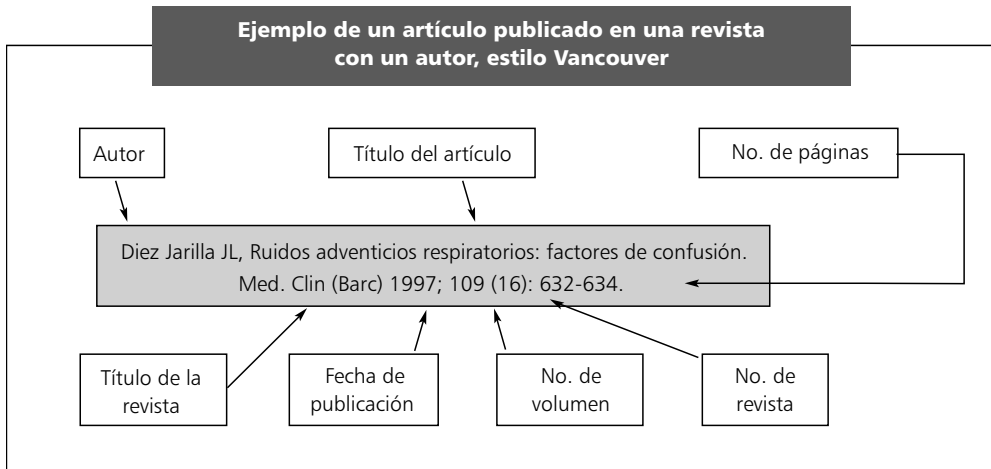 Ejemplo de un artículo publicado en una revista
con un autor, estilo Vancouver
Autor
Título del artículo
No. de páginas
Diez Jarilla JL, Ruidos adventicios respiratorios: factores de confusión.
Med. Clin (Barc) 1997; 109 (16): 632-634.
Título de la
revista
Fecha de
publicación
No. de
volumen
No. de
revista